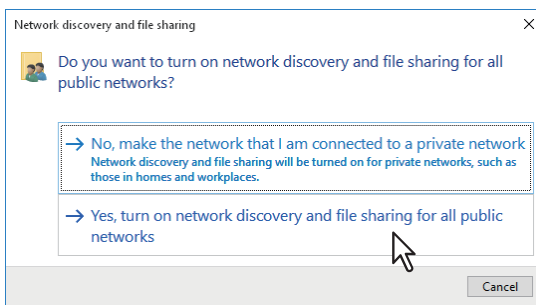 Network discovery and file sharing
Do you want to turn on network discovery and file sharing for all
public networks?
No, make the network that I am connected to a private network
Network discovery and file sharing will be turned on for private networks, such as
those in homes and workplaces.
Yes, turn on network discovery and file sharing for all public
networks
Cancel